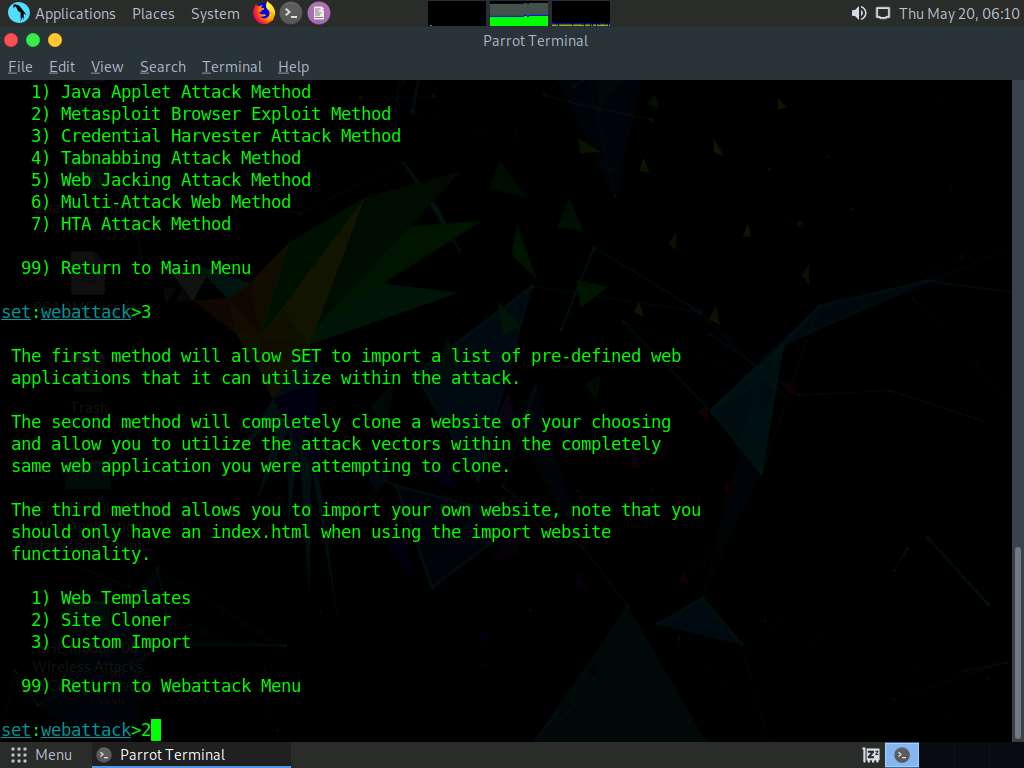 Applications Places System Thu May 20, 06:10
Parrot Terminal
File Edit View Search Terminal Help
1) Java Applet Attack Method
2) Metasploit Browser Exploit Method
3) Credential Harvester Attack Method
4) Tabnabbing Attack Method
5) Web Jacking Attack Method
6) Multi-Attack Web Method
7) HTA Attack Method
99) Return to Main Menu
set:webattack>3
The first method will allow SET to import a list of pre-defined web
applications that it can utilize within the attack.
Trash
The second method will completely clone a website of your choosing
and allow you to utilize the attack vectors within the completely
same web application you were attempting to clone.
The third method allows you to import your own website, note that you
should only have an index.html when using the import website
functionality.
1) Web Templates
2) Site Cloner
3) Custom Import
Wireless Attacks
99) Return to Webattack Menu
set:webattack>2
Menu Parrot Terminal